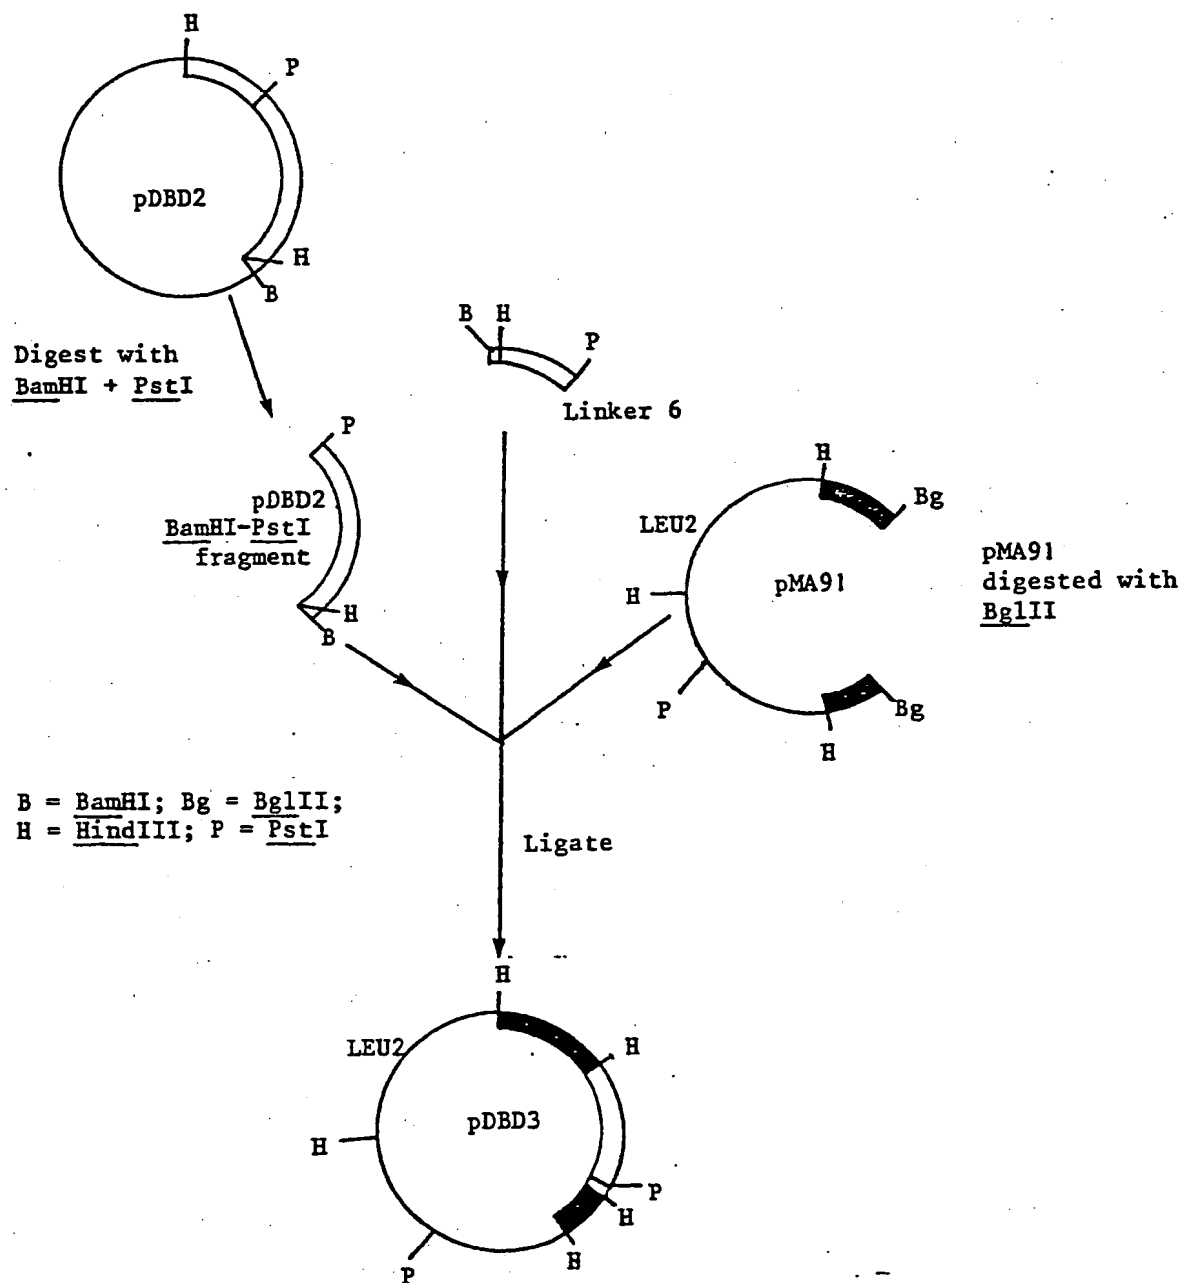 H
P
pDBD2
H
B
Digest with
BamHI + PstI
B H
P
Linker 6
P
pDBD2
BamHI-PstI
fragment
H
B
H
Bg
LEU2
pMA91
H
P
Bg
H
pMA91
digested with
BglII
B = BamHI; Bg = BglII;
H = HindIII; P = PstI
Ligate
H
LEU2
H
pDBD3
H
P
H
H
P